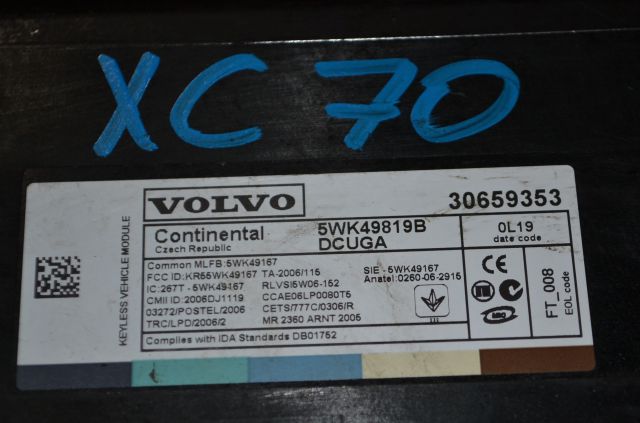 XC 70
VOLVO 30659353
Continental 5WK49819B 0L19
Czech Republic DCUGA date code
KEYLESS VEHICLE MODULE
Common MLFB:5WK49167
FCC ID:KR55WK49167 TA-2006/115 SIE - 5WK49167
IC:267T - 5WK49167 RLVSI5W06-152 Anatel:0260-06-2915
CMII ID:2006DJ1119 CCAE06LP0080T5
03272/POSTEL/2006 CETS/777C/0306/R
TRC/LPD/2006/2 MR 2360 ARNT 2006
Complies with IDA Standards DB01752
CE
N
FT_008
EOL code